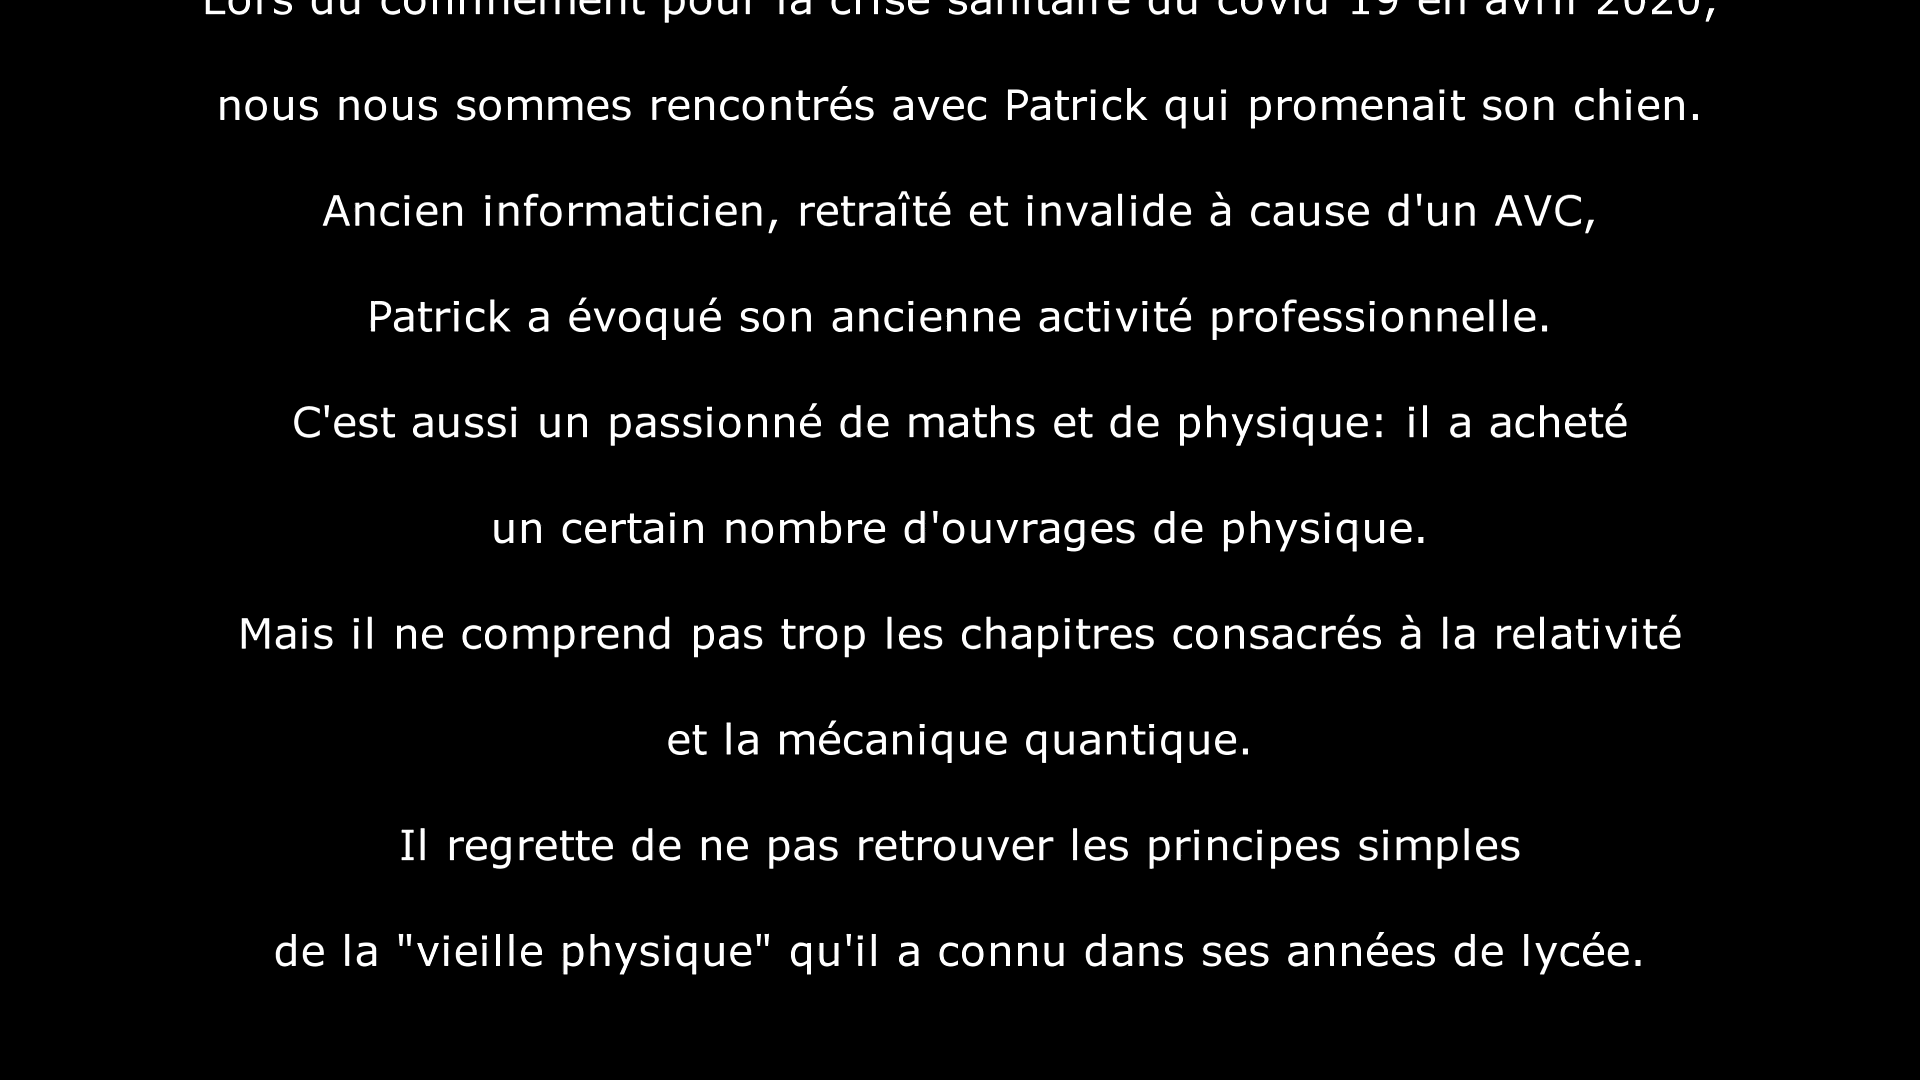 Lors du confinement pour la crise sanitaire du covid 19 en avril 2020,
nous nous sommes rencontrés avec Patrick qui promenait son chien.
Ancien informaticien, retraîté et invalide à cause d'un AVC,
Patrick a évoqué son ancienne activité professionnelle.
C'est aussi un passionné de maths et de physique: il a acheté
un certain nombre d'ouvrages de physique.
Mais il ne comprend pas trop les chapitres consacrés à la relativité
et la mécanique quantique.
Il regrette de ne pas retrouver les principes simples
de la "vieille physique" qu'il a connu dans ses années de lycée.